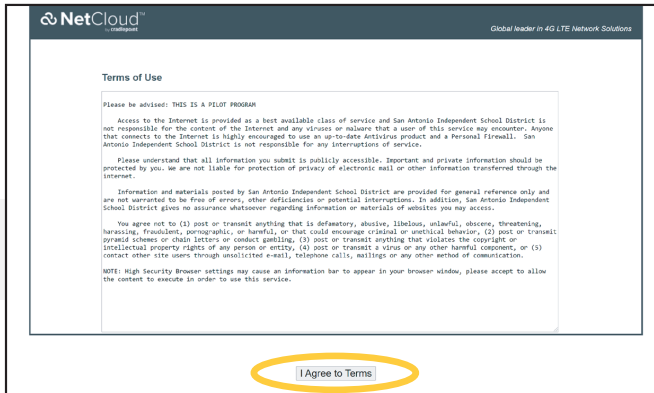 NetCloud™
by cradlepoint
Global leader in 4G LTE Network Solutions
Terms of Use
Please be advised: THIS IS A PILOT PROGRAM
Access to the Internet is provided as a best available class of service and San Antonio Independent School District is
not responsible for the content of the Internet and any viruses or malware that a user of this service may encounter. Anyone
that connects to the Internet is highly encouraged to use an up-to-date Antivirus product and a Personal Firewall. San
Antonio Independent School District is not responsible for any interruptions of service.
Please understand that all information you submit is publicly accessible. Important and private information should be
protected by you. We are not liable for protection of privacy of electronic mail or other information transferred through the
internet.
Information and materials posted by San Antonio Independent School District are provided for general reference only and
are not warranted to be free of errors, other deficiencies or potential interruptions. In addition, San Antonio Independent
School District gives no assurance whatsoever regarding information or materials of websites you may access.
You agree not to (1) post or transmit anything that is defamatory, abusive, libelous, unlawful, obscene, threatening,
harassing, fraudulent, pornographic, or harmful, or that could encourage criminal or unethical behavior, (2) post or transmit
pyramid schemes or chain letters or conduct gambling, (3) post or transmit anything that violates the copyright or
intellectual property rights of any person or entity, (4) post or transmit a virus or any other harmful component, or (5)
contact other site users through unsolicited e-mail, telephone calls, mailings or any other method of communication.
NOTE: High Security Browser settings may cause an information bar to appear in your browser window, please accept to allow
the content to execute in order to use this service.
I Agree to Terms